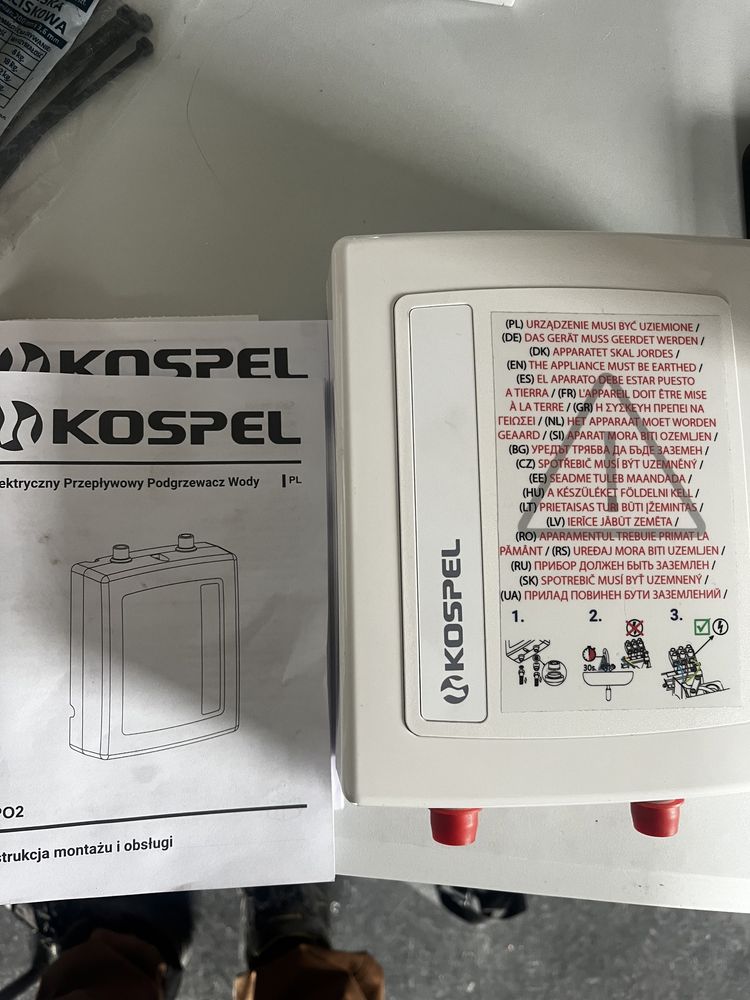 CISKOWA
8 kg
KOSPEL
KOSPEL
Przepływowy Podgrzewacz Wody
PL
montażu i obsługi
KOSPEL
(PL) URZĄDZENIE MUSI BYĆ UZIEMIONE /
(DE) DAS GERÄT MUSS GEERDET WERDEN /
(DK) APPARATET SKAL JORDES /
(EN) THE APPLIANCE MUST BE EARTHED /
(ES) EL APARATO DEBE ESTAR PUESTO
A TIERRA / (FR) L'APPAREIL DOIT ÊTRE MISE
À LA TERRE / (GR) Η ΣΥΣΚΕΥΗ ΠΡΕΠΕΙ ΝΑ
ΓΕΙΩΣΕΙ / (NL) HET APPARAAT MOET WORDEN
GEAARD / (SI) APARAT MORA BITI OZEMLJEN /
(BG) УРЕДЪТ ТРЯБВА ДА БЪДЕ ЗАЗЕМЕН /
(CZ) SPOTŘEBIČ MUSÍ BÝT UZEMNĚNÝ /
(EE) SEADME TULEB MAANDADA /
(HU) A KÉSZÜLÉKET FÖLDELNI KELL /
(LT) PRIETAISAS TURI BŪTI ĮŽEMINTAS /
(LV) IERĪCE JĀBŪT ZEMĒTA /
(RO) APARAMENTUL TREBUIE PRIMAT LA
PĂMÂNT / (RS) UREĐAJ MORA BITI UZEMLJEN /
(RU) ПРИБОР ДОЛЖЕН БЫТЬ ЗАЗЕМЛЕН /
(SK) SPOTREBIČ MUSÍ BYŤ UZEMNENÝ /
(UA) ПРИЛАД ПОВИНЕН БУТИ ЗАЗЕМЛЕНИЙ /
1. 2. 3.
30s.